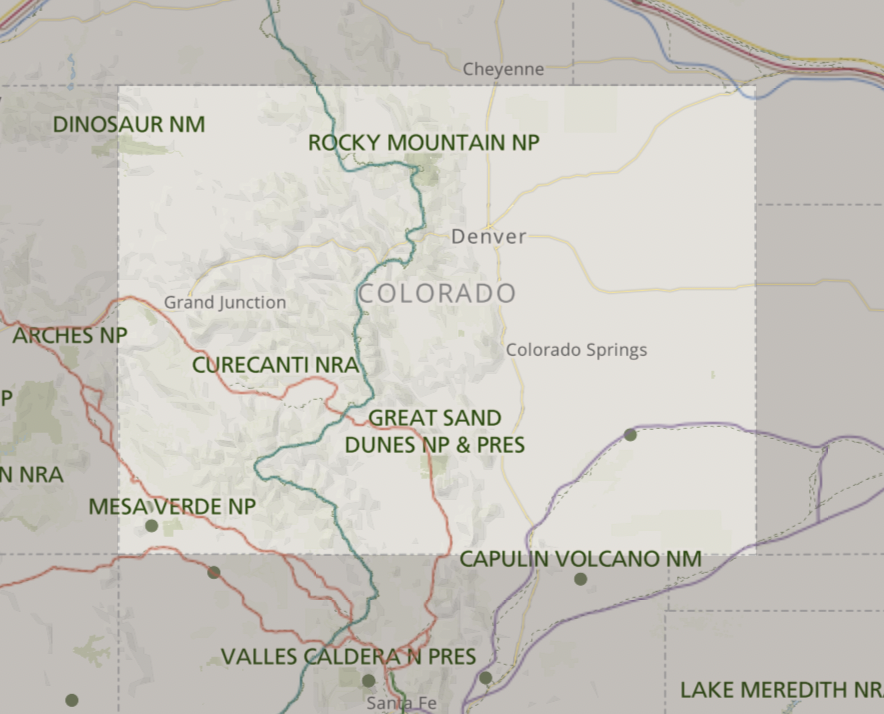 Cheyenne
DINOSAUR NM
ROCKY MOUNTAIN NP
Denver
COLORADO
Grand Junction
ARCHES NP
Colorado Springs
CURECANTI NRA
P
GREAT SAND
DUNES NP & PRES
N NRA
MESA VERDE NP
CAPULIN VOLCANO NM
VALLES CALDERA N PRES
LAKE MEREDITH NR
Santa Fe